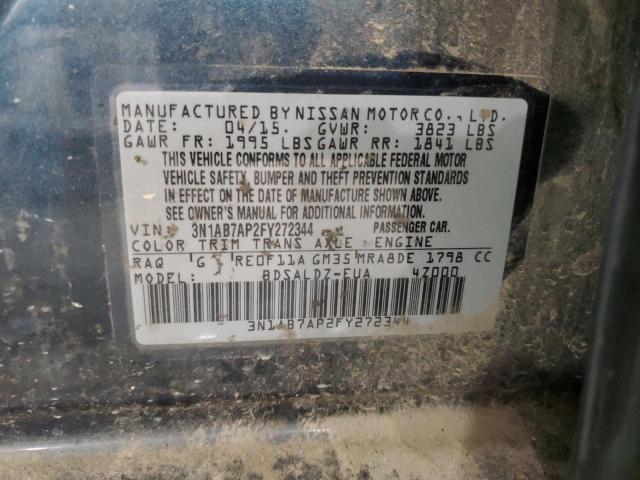 MANUFACTURED BY NISSAN MOTOR CO., LTD.
DATE: 04/15. GVWR: 3823 LBS
GAWR FR: 1995 LBS GAWR RR: 1841 LBS
THIS VEHICLE CONFORMS TO ALL APPLICABLE FEDERAL MOTOR
VEHICLE SAFETY, BUMPER AND THEFT PREVENTION STANDARDS
IN EFFECT ON THE DATE OF MANUFACTURE SHOWN ABOVE.
SEE OWNER'S MANUAL FOR ADDITIONAL INFORMATION.
VIN: 3N1AB7AP2FY272344 PASSENGER CAR.
COLOR TRIM TRANS AXLE ENGINE
RAQ G RE0F11A GM35 MRA8DE 1798 CC
MODEL: BDSALDZ-EUA 4Z000
3N1AB7AP2FY272344